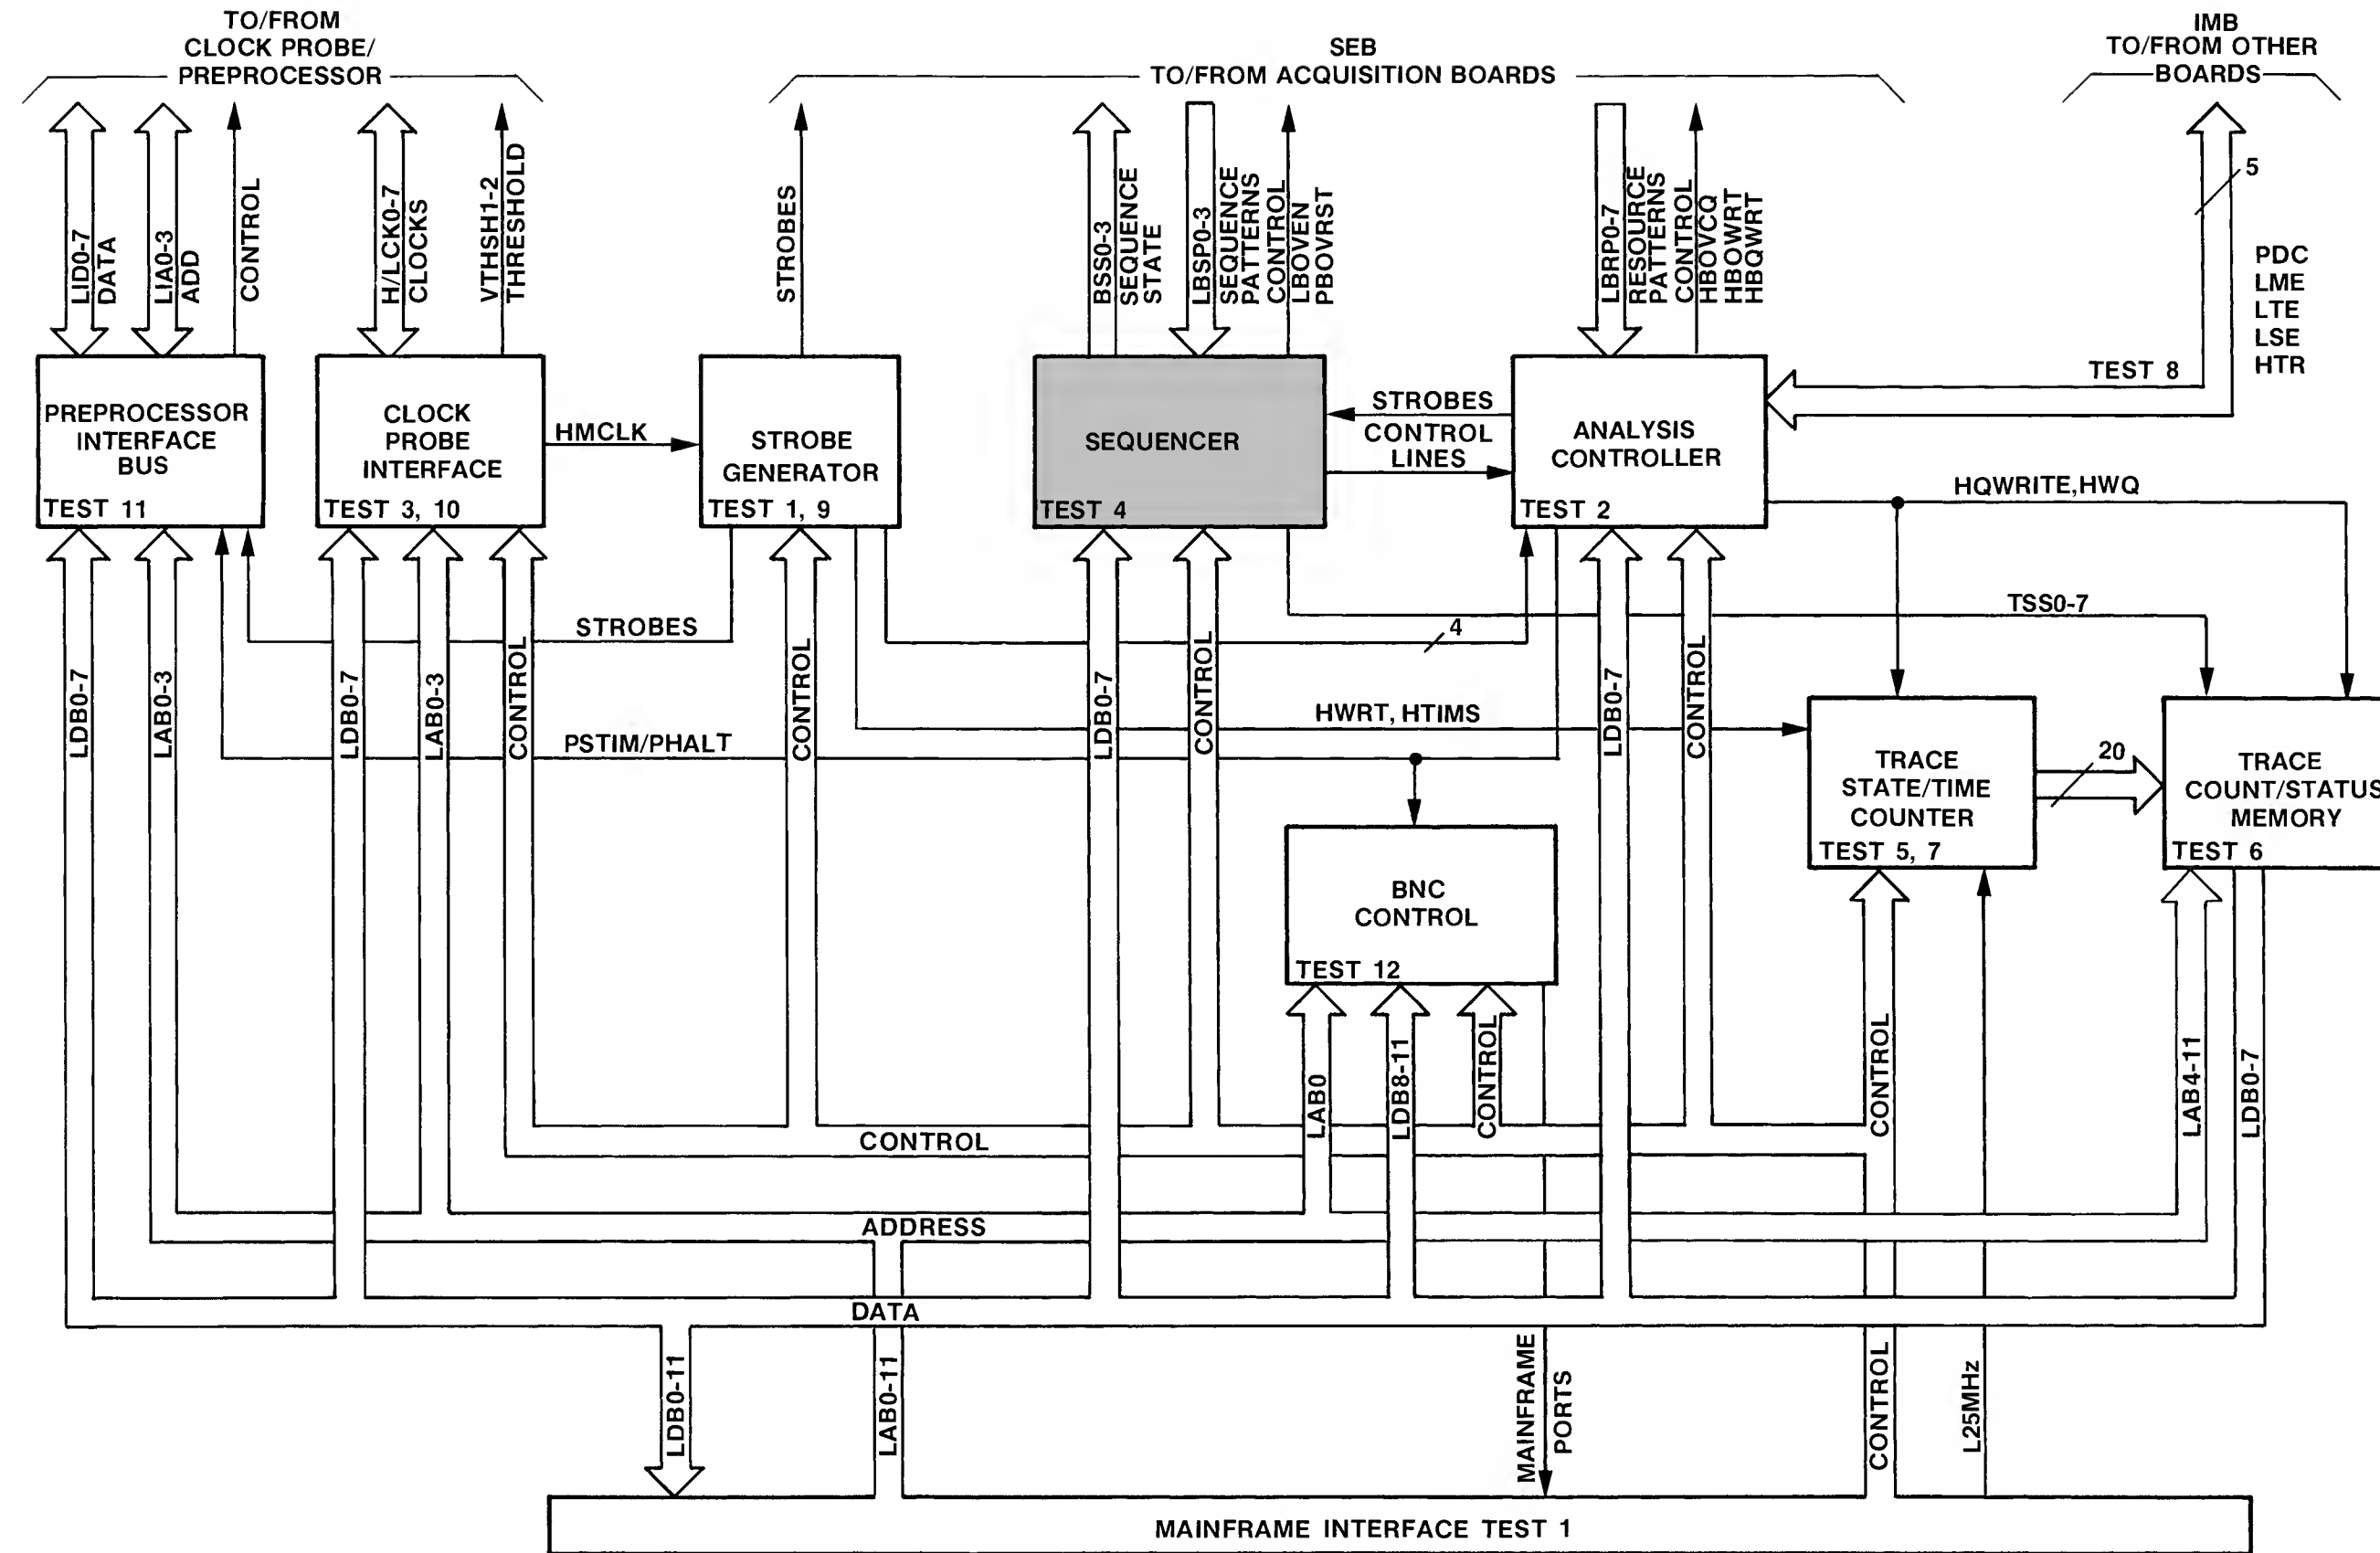 TO/FROM
CLOCK PROBE/
PREPROCESSOR
SEB
TO/FROM ACQUISITION BOARDS
IMB
TO/FROM OTHER
BOARDS
LID0-7
DATA
LIA0-3
ADD
CONTROL
H/LCK0-7
CLOCKS
VTHSH1-2
THRESHOLD
STROBES
BSS0-3
SEQUENCE
STATE
LBSP0-3
SEQUENCE
PATTERNS
CONTROL
LBOVEN
PBOVRST
LBRP0-7
RESOURCE
PATTERNS
CONTROL
HBOVCQ
HBOWRT
HBQWRT
5
PDC
LME
LTE
LSE
HTR
TEST 8
PREPROCESSOR
INTERFACE
BUS
TEST 11
CLOCK
PROBE
INTERFACE
TEST 3, 10
HMCLK
STROBE
GENERATOR
TEST 1, 9
SEQUENCER
TEST 4
STROBES
CONTROL
LINES
ANALYSIS
CONTROLLER
TEST 2
HQWRITE,HWQ
TSS0-7
STROBES
4
HWRT, HTIMS
PSTIM/PHALT
LDB0-7
LAB0-3
LDB0-7
LAB0-3
CONTROL
CONTROL
LDB0-7
CONTROL
LDB0-7
CONTROL
TRACE
STATE/TIME
COUNTER
TEST 5, 7
20
TRACE
COUNT/STATUS
MEMORY
TEST 6
BNC
CONTROL
TEST 12
LAB0
LDB8-11
CONTROL
CONTROL
LAB4-11
LDB0-7
CONTROL
ADDRESS
DATA
LDB0-11
LAB0-11
MAINFRAME
PORTS
CONTROL
L25MHz
MAINFRAME INTERFACE TEST 1